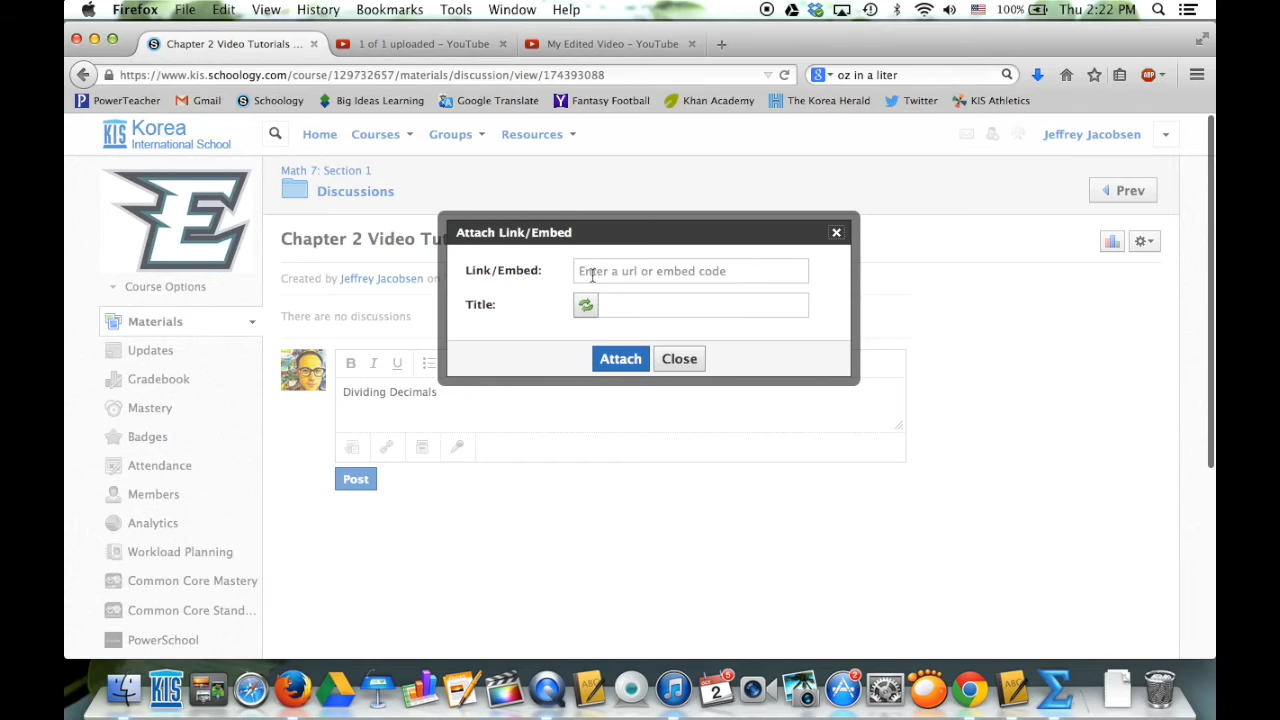 Firefox File Edit View History Bookmarks Tools Window Help 100% Thu 2:22 PM
Chapter 2 Video Tutorials ... 1 of 1 uploaded - YouTube My Edited Video - YouTube
https://www.kis.schoology.com/course/129732657/materials/discussion/view/174393088 oz in a liter ABP
PowerTeacher Gmail Schoology Big Ideas Learning Google Translate Fantasy Football Khan Academy The Korea Herald Twitter KIS Athletics
KIS Korea International School Home Courses Groups Resources Jeffrey Jacobsen
Math 7: Section 1
Discussions Prev
E
Chapter 2 Video Tu
Created by Jeffrey Jacobsen on
There are no discussions
Attach Link/Embed
Link/Embed: Enter a url or embed code
Title:
Attach Close
B I U
Dividing Decimals
Post
Course Options
Materials
Updates
Gradebook
Mastery
Badges
Attendance
Members
Analytics
Workload Planning
Common Core Mastery
Common Core Stand...
PowerSchool
KIS